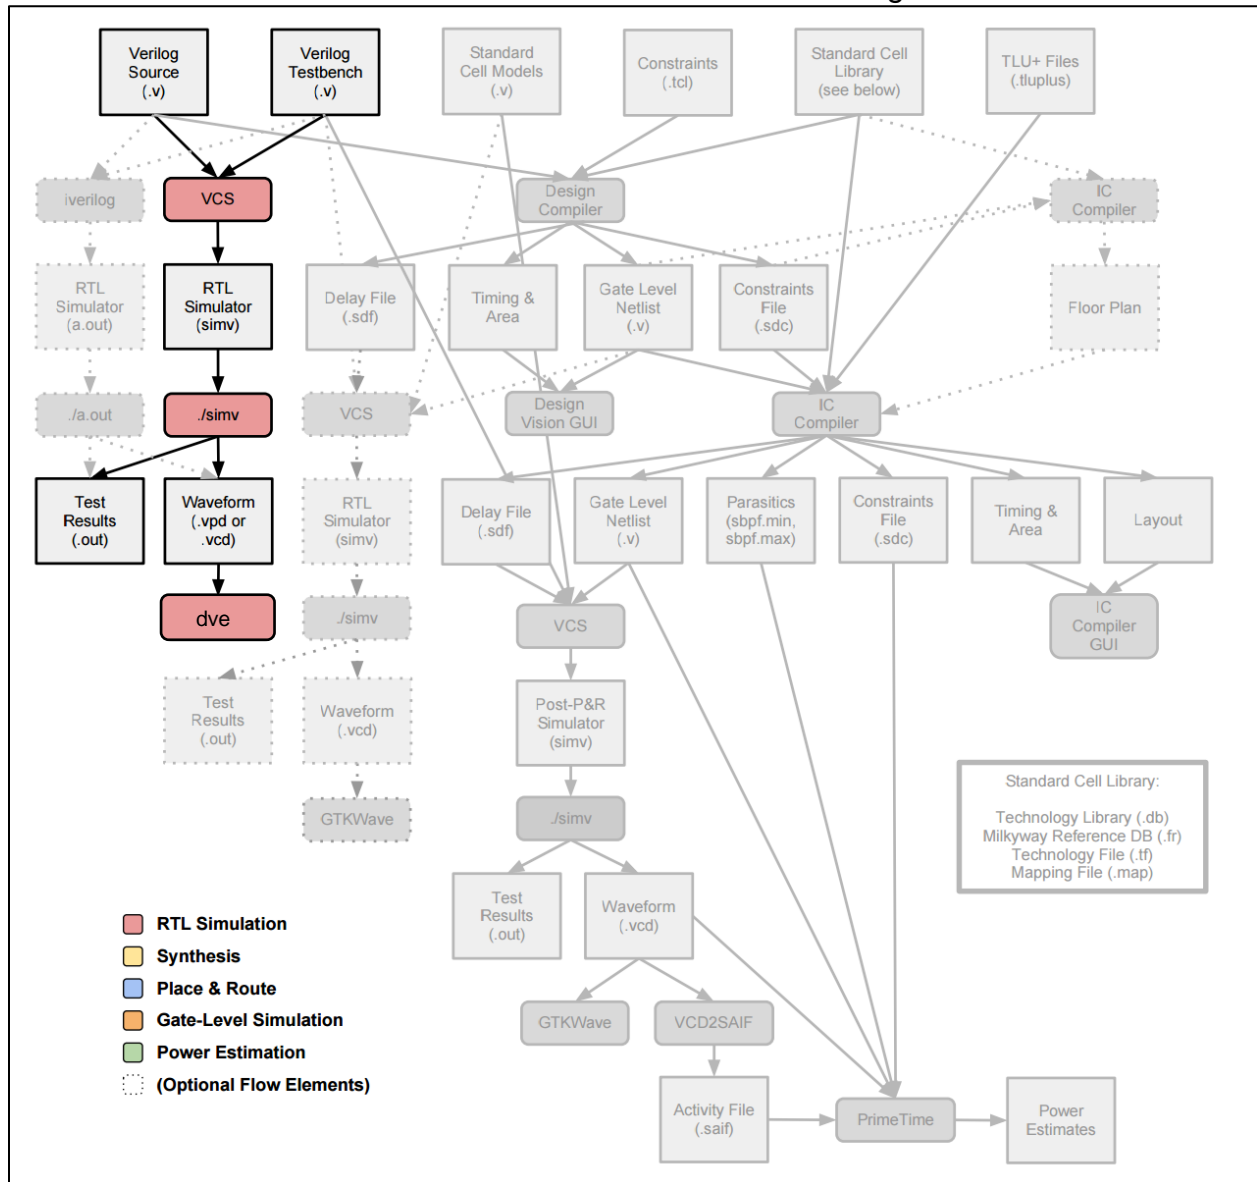 Verilog
Source
(.v)
Verilog
Testbench
(.v)
Standard
Cell Models
(.v)
Constraints
(.tcl)
Standard Cell
Library
(see below)
TLU+ Files
(.tluplus)
iverilog
VCS
Design
Compiler
IC
Compiler
RTL
Simulator
(a.out)
RTL
Simulator
(simv)
Delay File
(.sdf)
Timing &
Area
Gate Level
Netlist
(.v)
Constraints
File
(.sdc)
Floor Plan
./a.out
./simv
VCS
Design
Vision GUI
IC
Compiler
Test
Results
(.out)
Waveform
(.vpd or
.vcd)
RTL
Simulator
(simv)
Delay File
(.sdf)
Gate Level
Netlist
(.v)
Parasitics
(sbpf.min,
sbpf.max)
Constraints
File
(.sdc)
Timing &
Area
Layout
dve
./simv
VCS
IC
Compiler
GUI
Test
Results
(.out)
Waveform
(.vcd)
Post-P&R
Simulator
(simv)
GTKWave
./simv
Standard Cell Library:
Technology Library (.db)
Milkyway Reference DB (.fr)
Technology File (.tf)
Mapping File (.map)
Test
Results
(.out)
Waveform
(.vcd)
RTL Simulation
Synthesis
Place & Route
Gate-Level Simulation
Power Estimation
(Optional Flow Elements)
GTKWave
VCD2SAIF
Activity File
(.saif)
PrimeTime
Power
Estimates